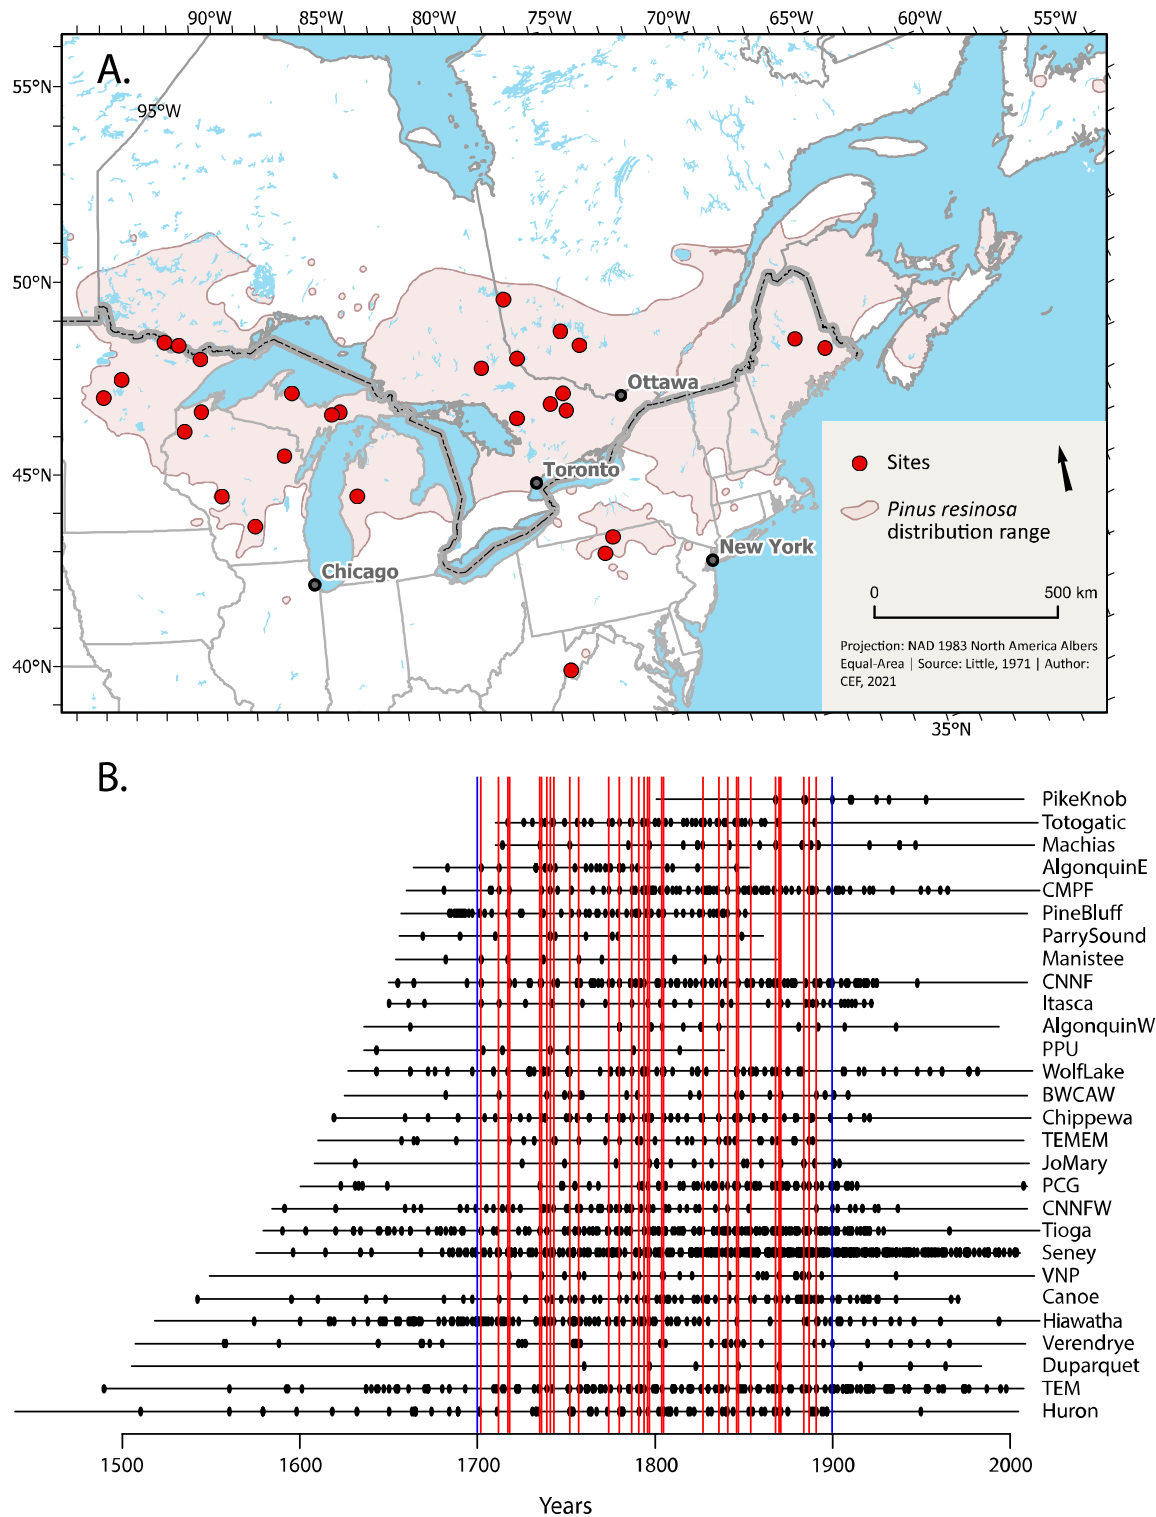 90°W 85°W 80°W 75°W 70°W 65°W 60°W 55°W
A.
55°N
95°W
50°N
Ottawa
45°N
Toronto
Sites
Pinus resinosa
distribution range
New York
Chicago
0 500 km
Projection: NAD 1983 North America Albers
Equal-Area | Source: Little, 1971 | Author:
CEF, 2021
40°N
35°N
B.
PikeKnob
Totogatic
Machias
AlgonquinE
CMPF
PineBluff
ParrySound
Manistee
CNNF
Itasca
AlgonquinW
PPU
WolfLake
BWCAW
Chippewa
TEMEM
JoMary
PCG
CNNFW
Tioga
Seney
VNP
Canoe
Hiawatha
Verendrye
Duparquet
TEM
Huron
1500 1600 1700 1800 1900 2000
Years